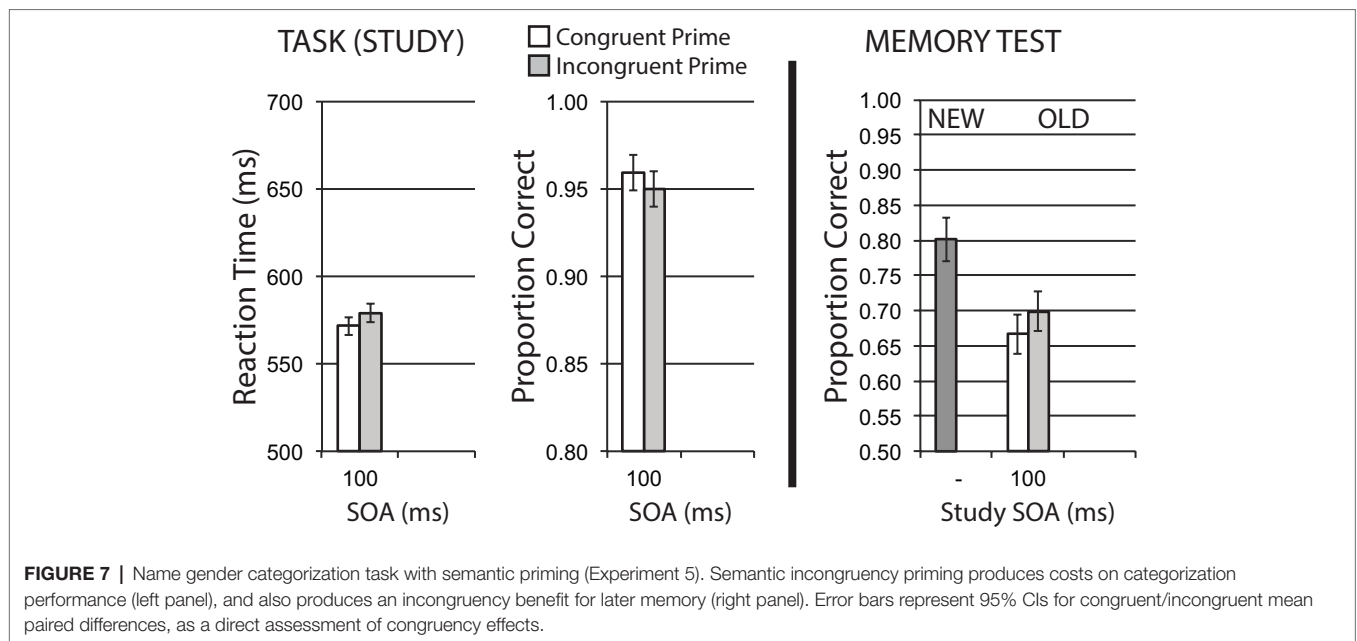 TASK (STUDY)
Congruent Prime
Incongruent Prime
MEMORY TEST
Reaction Time (ms)
700
650
600
550
500
100
SOA (ms)
Proportion Correct
1.00
0.95
0.90
0.85
0.80
100
SOA (ms)
Proportion Correct
1.00
0.95
0.90
0.85
0.80
0.75
0.70
0.65
0.60
0.55
0.50
NEW OLD
- 100
Study SOA (ms)
FIGURE 7 | Name gender categorization task with semantic priming (Experiment 5). Semantic incongruency priming produces costs on categorization
performance (left panel), and also produces an incongruency benefit for later memory (right panel). Error bars represent 95% CIs for congruent/incongruent mean
paired differences, as a direct assessment of congruency effects.